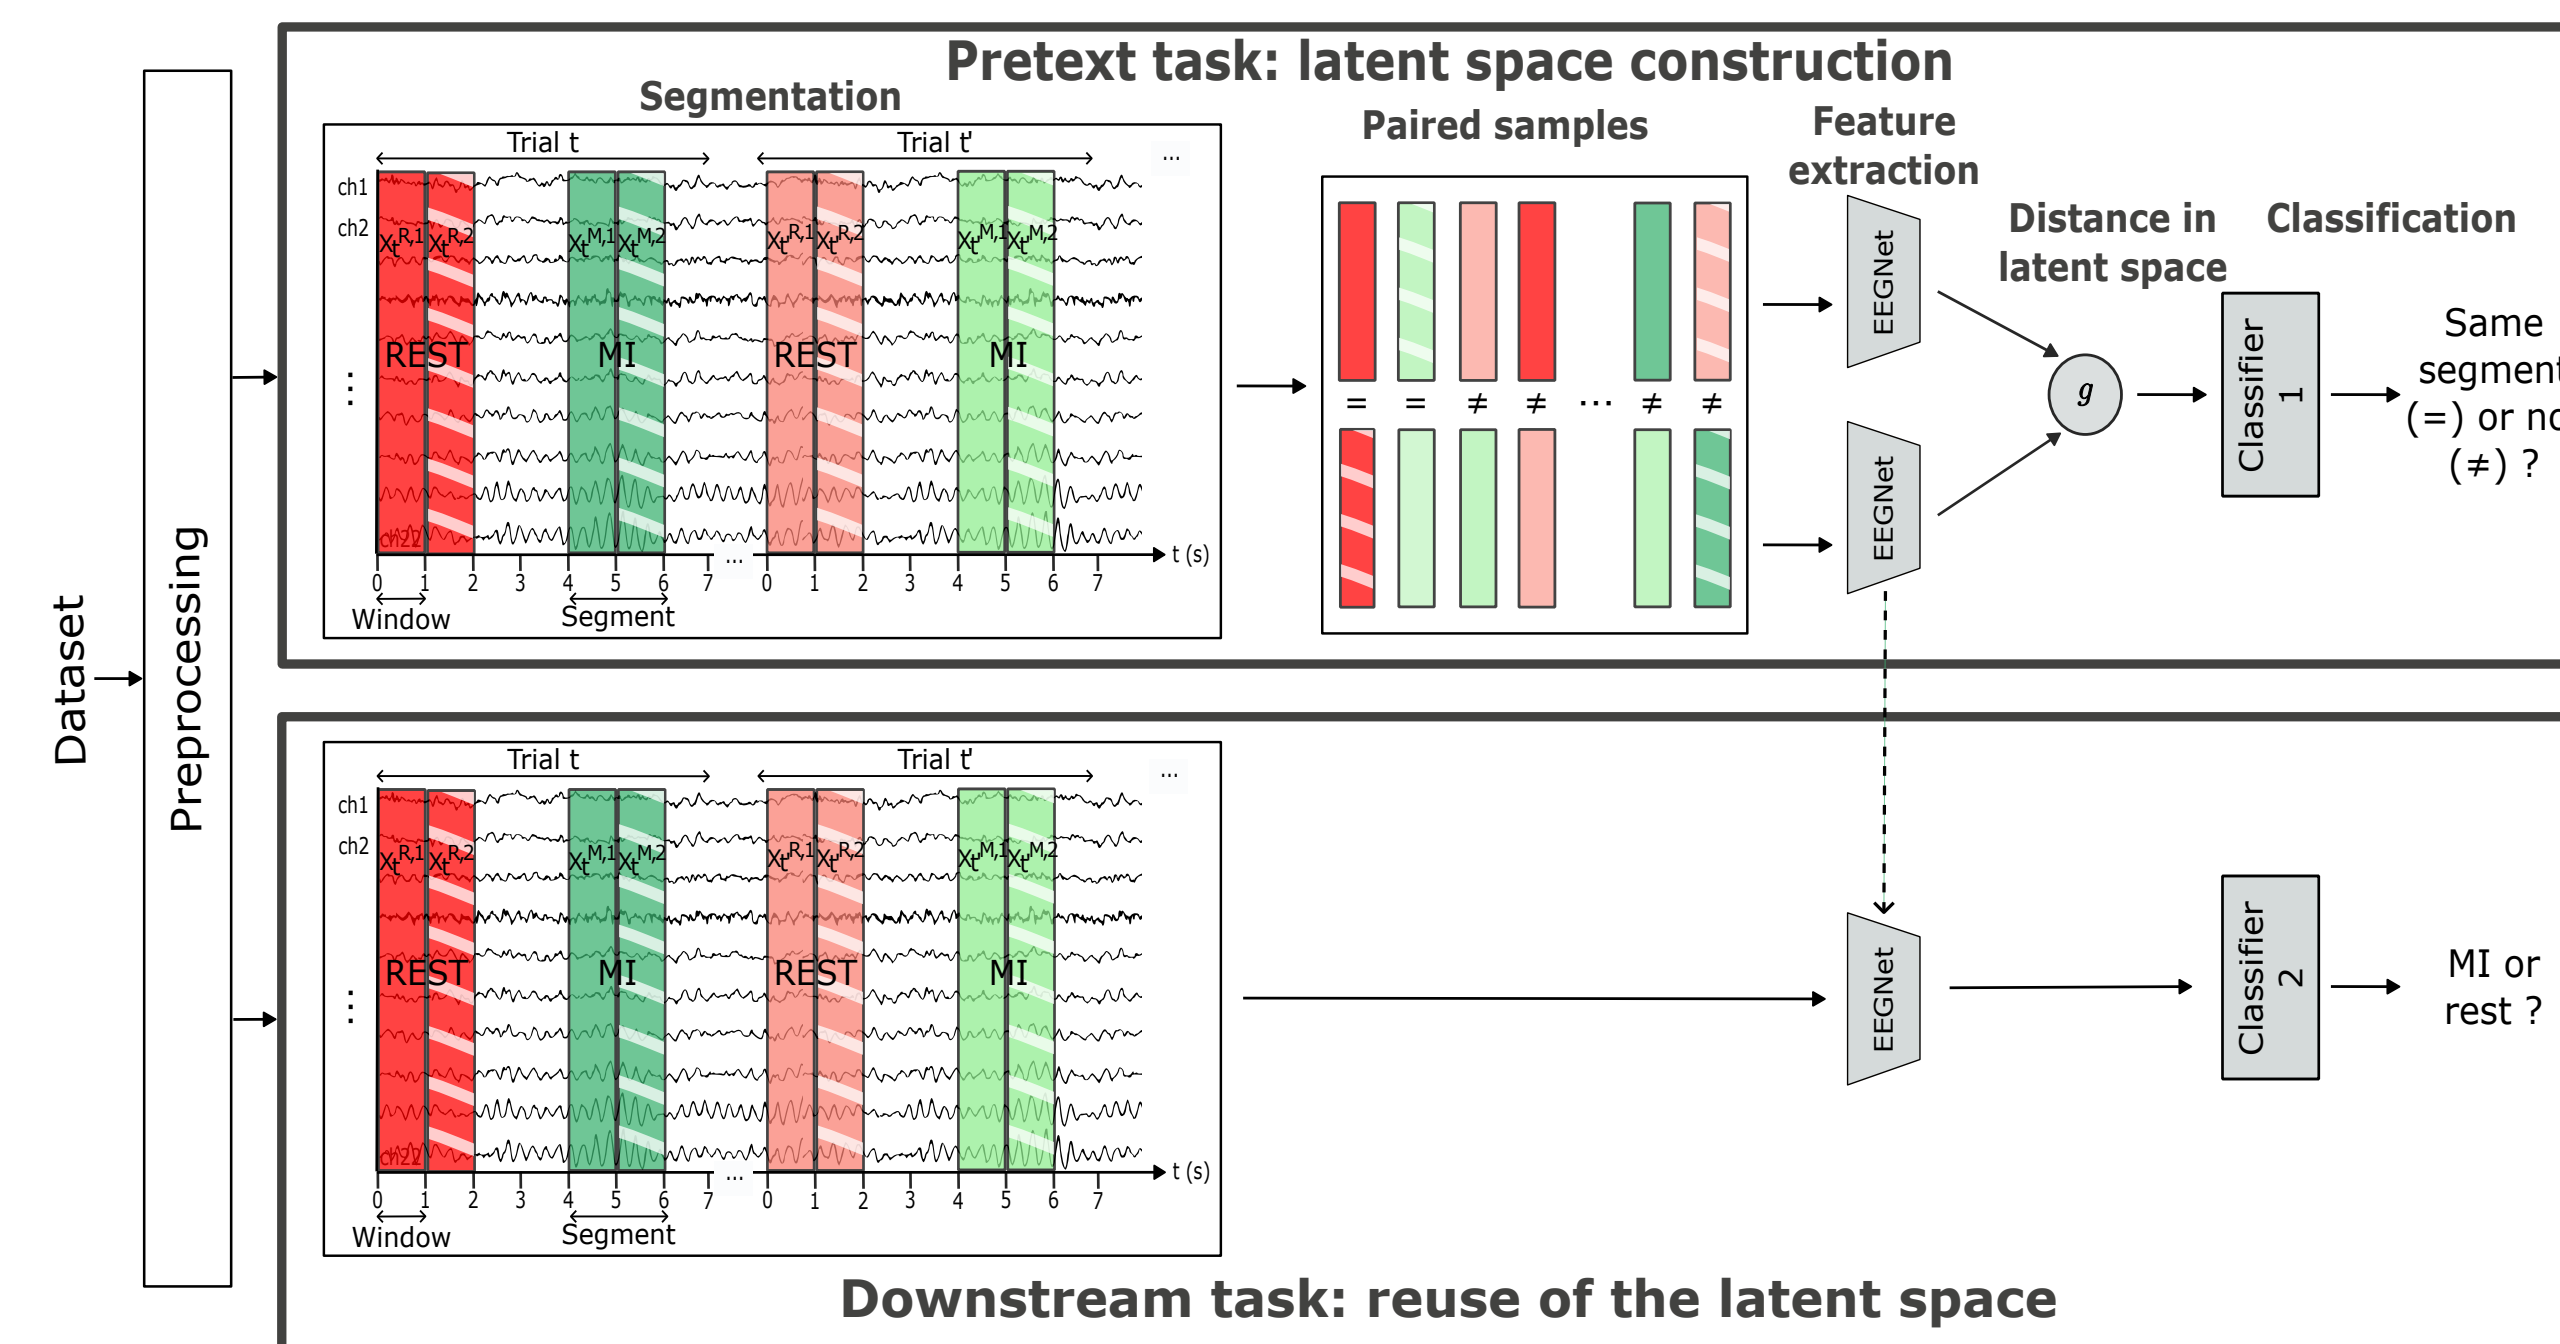 Pretext task: latent space construction
Segmentation
Paired samples
Feature
extraction
Distance in
latent space
Classification
Trial t
Trial t'
...
ch1
ch2
Xt R,1
Xt R,2
Xt M,1
Xt M,2
Xt R,1
Xt R,2
Xt M,1
Xt M,2
REST
MI
REST
MI
⋮
ch22
t (s)
0 1 2 3 4 5 6 7 ... 0 1 2 3 4 5 6 7
Window
Segment
= = ≠ ≠ ... ≠ ≠
EEGNet
EEGNet
g
Classifier
1
Same
segment
(=) or no
(≠) ?
Dataset
Preprocessing
Trial t
Trial t'
...
ch1
ch2
Xt R,1
Xt R,2
Xt M,1
Xt M,2
Xt R,1
Xt R,2
Xt M,1
Xt M,2
REST
MI
REST
MI
⋮
ch22
t (s)
0 1 2 3 4 5 6 7 ... 0 1 2 3 4 5 6 7
Window
Segment
EEGNet
Classifier
2
MI or
rest ?
Downstream task: reuse of the latent space